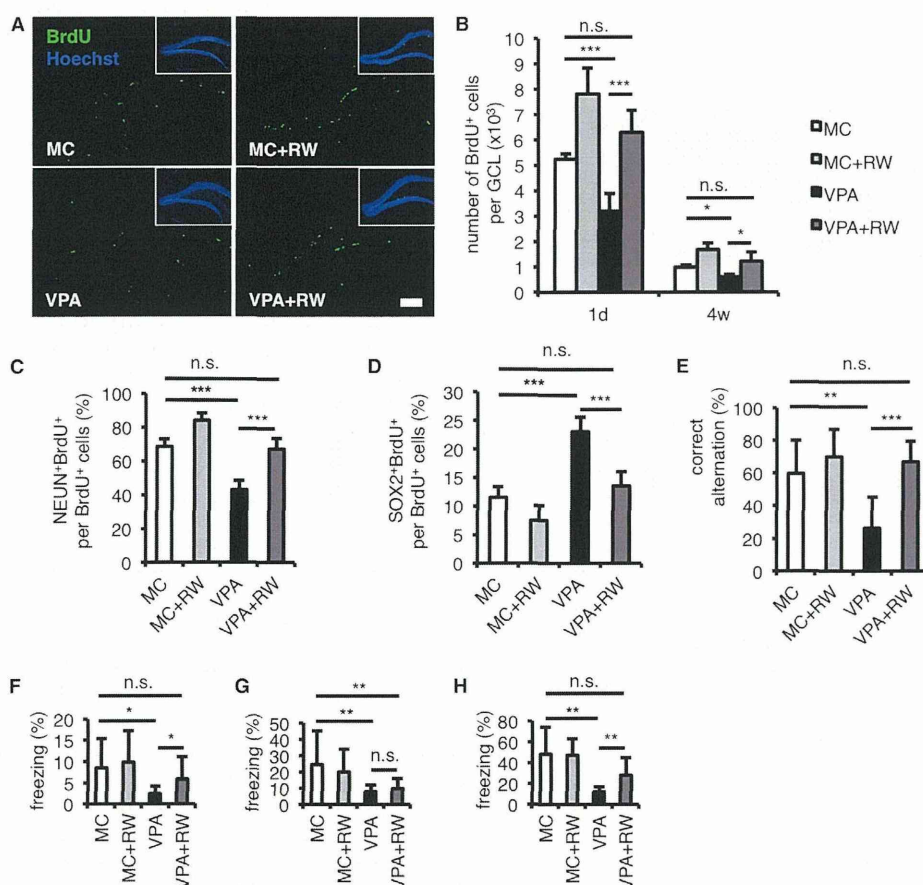 A
BrdU
Hoechst
MC
MC+RW
VPA
VPA+RW
B
number of BrdU⁺ cells
per GCL (x10³)
10
9
8
7
6
5
4
3
2
1
0
n.s.
***
***
n.s.
*
*
1d
4w
MC
MC+RW
VPA
VPA+RW
C
NEUN⁺BrdU⁺
per BrdU⁺ cells (%)
100
80
60
40
20
0
n.s.
***
***
MC
MC+RW
VPA
VPA+RW
D
SOX2⁺BrdU⁺
per BrdU⁺ cells (%)
30
25
20
15
10
5
0
n.s.
***
***
MC
MC+RW
VPA
VPA+RW
E
correct
alternation (%)
100
80
60
40
20
0
n.s.
**
***
MC
MC+RW
VPA
VPA+RW
F
freezing (%)
20
15
10
5
0
n.s.
*
*
MC
MC+RW
VPA
VPA+RW
G
freezing (%)
50
40
30
20
10
0
**
**
n.s.
MC
MC+RW
VPA
VPA+RW
H
freezing (%)
80
60
40
20
0
n.s.
**
**
MC
MC+RW
VPA
VPA+RW